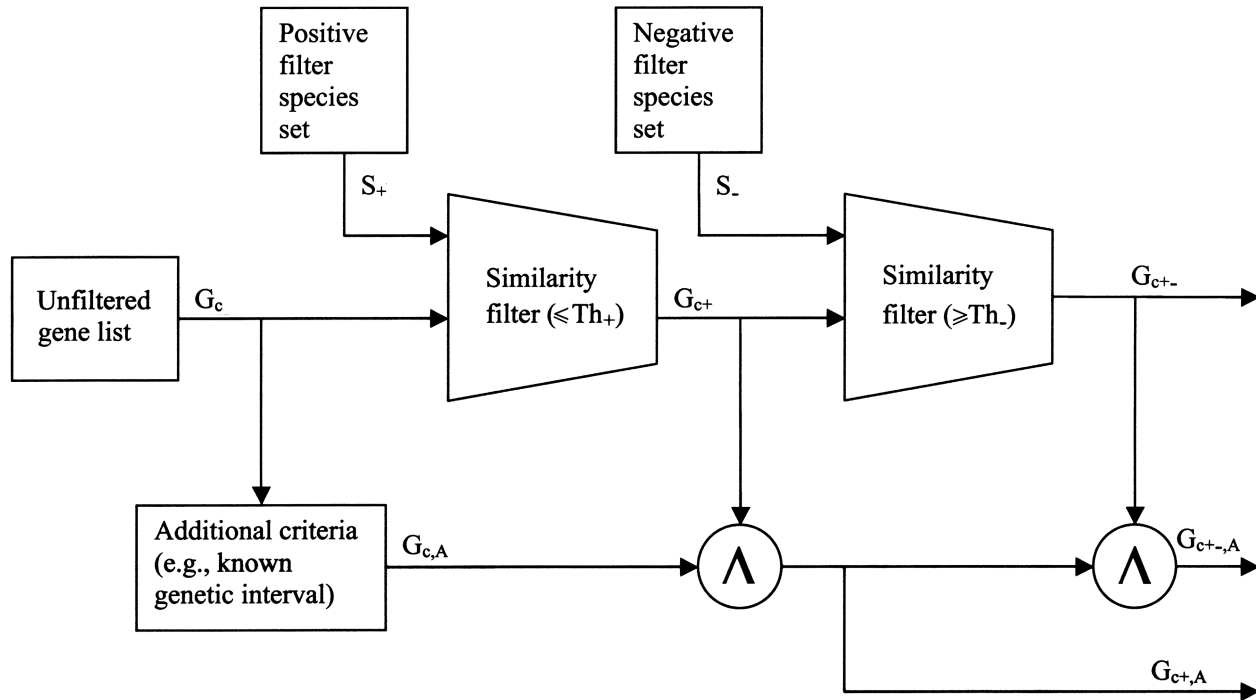 Positive
filter
species
set
Negative
filter
species
set
S+
S-
Unfiltered
gene list
Gc
Similarity
filter (⩽Th+)
Gc+
Similarity
filter (⩾Th-)
Gc+-
Additional criteria
(e.g., known
genetic interval)
Gc,A
Λ
Λ
Gc+-,A
Gc+,A